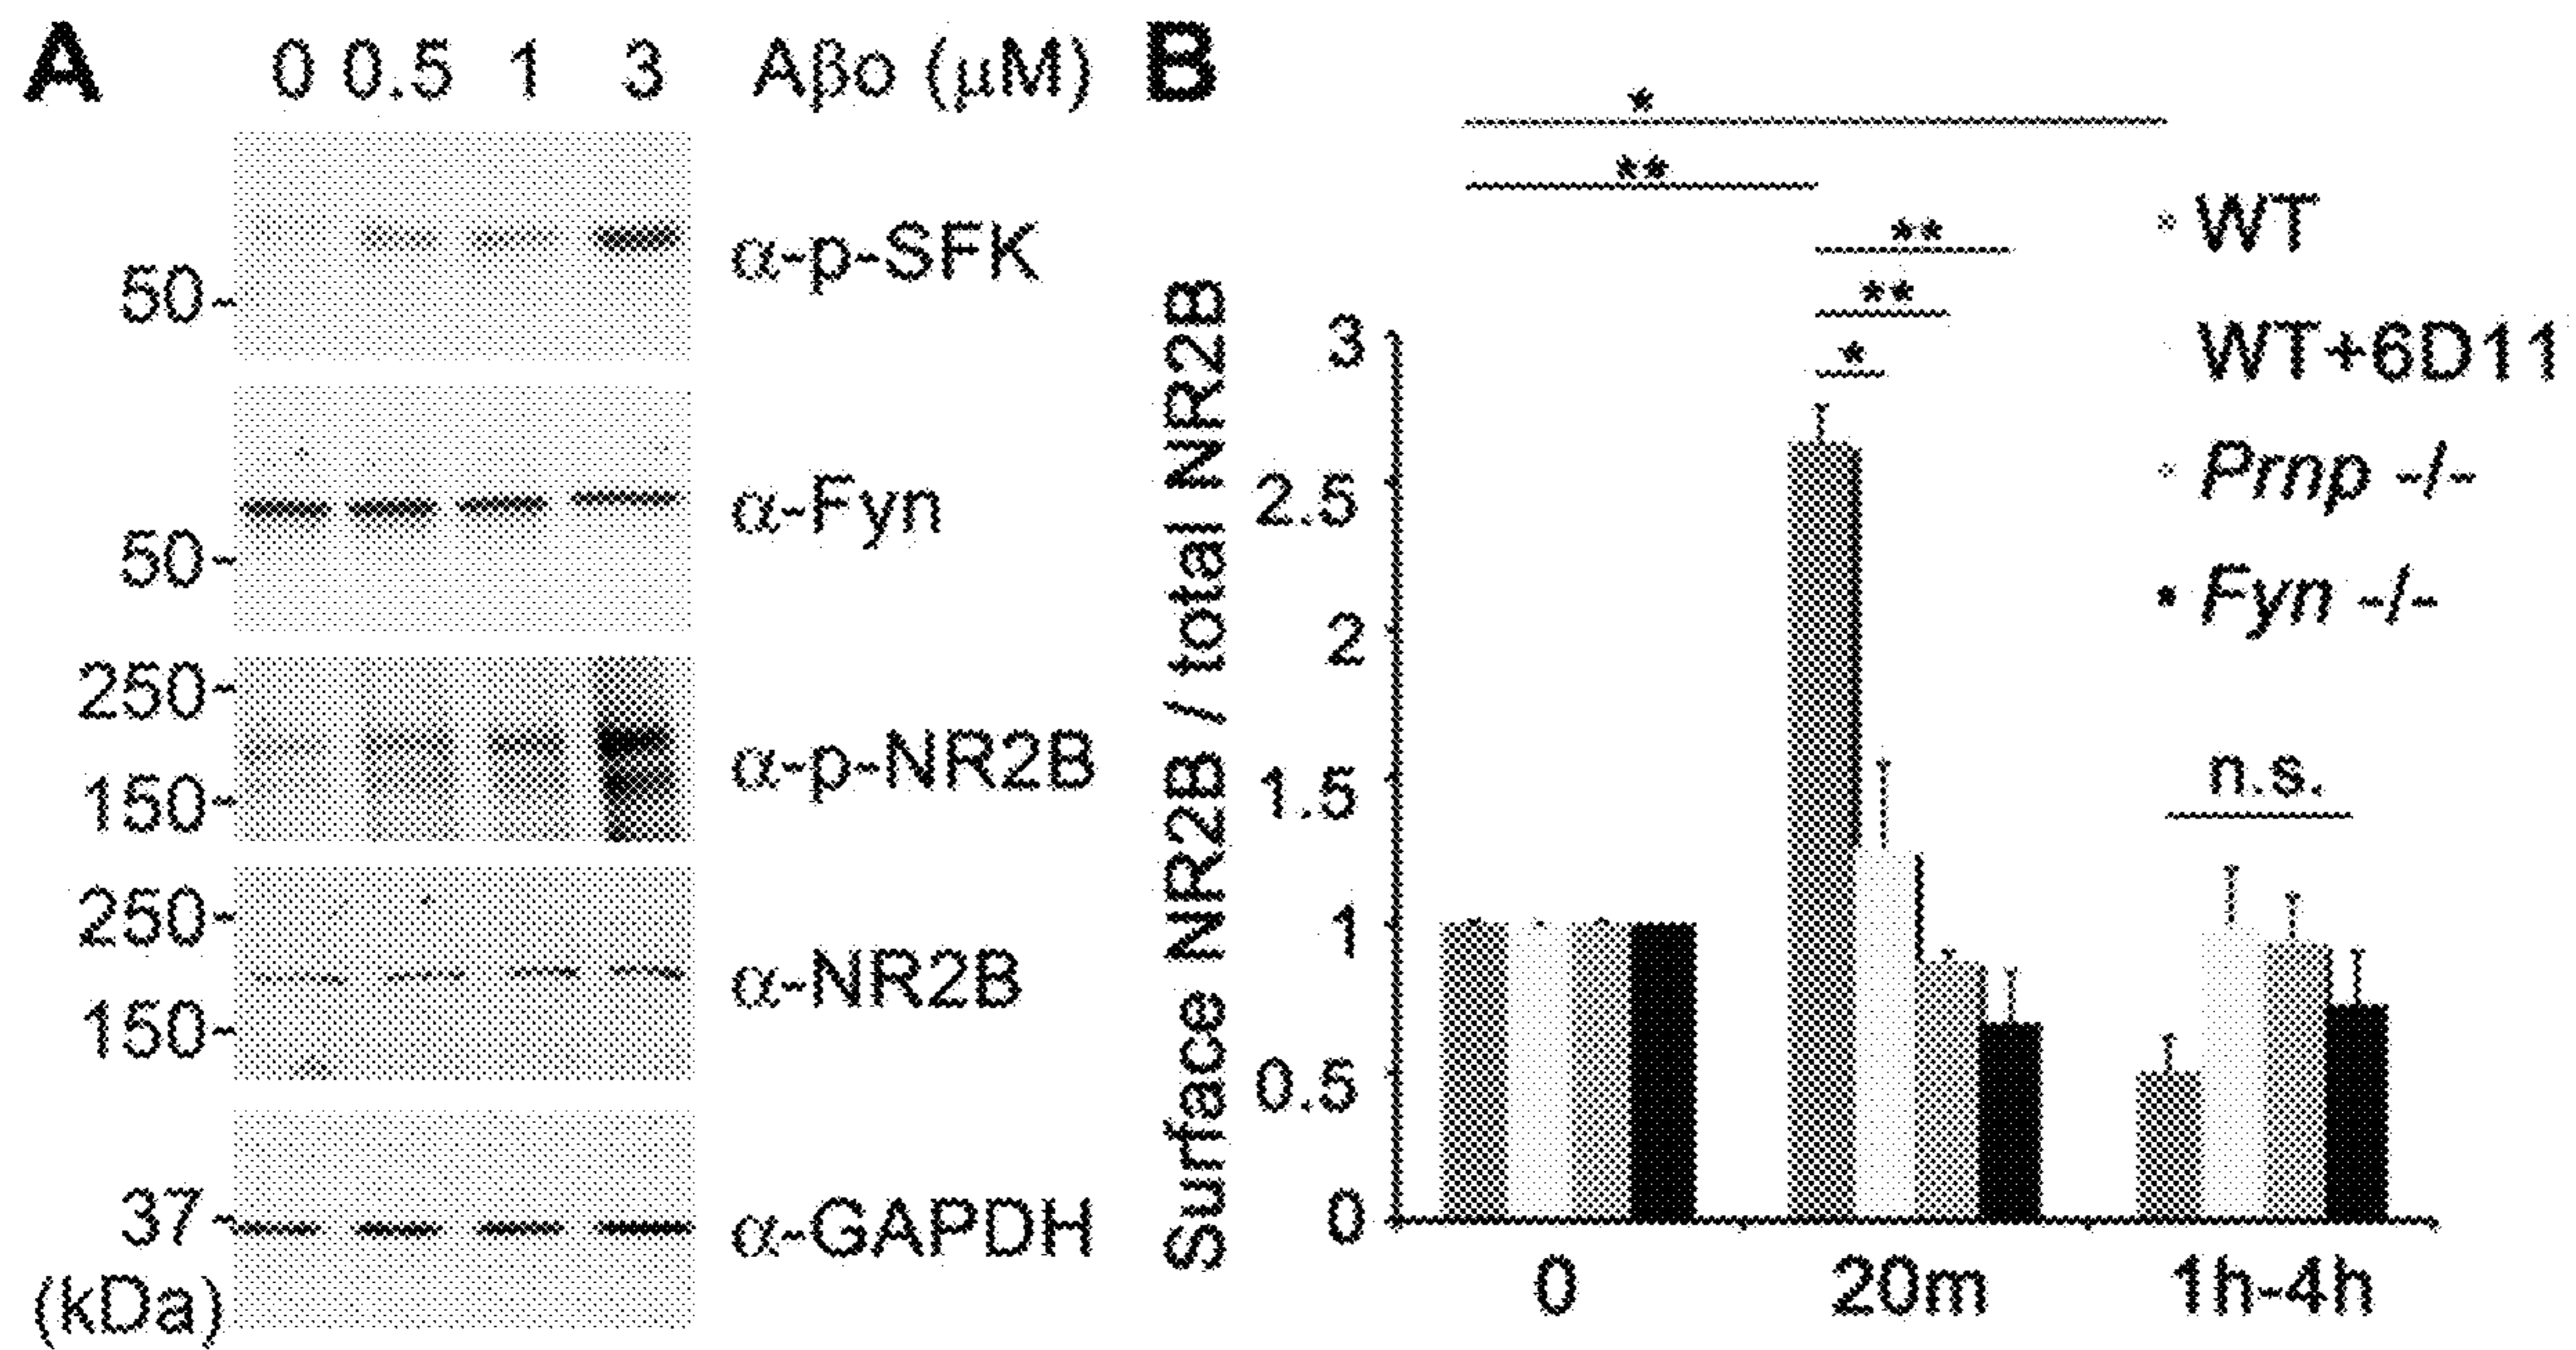 A
0 0.5 1 3 Aβo (μM)
50-
α-p-SFK
50-
α-Fyn
250-
150-
α-p-NR2B
250-
150-
α-NR2B
37-
(kDa)
α-GAPDH
B
*
**
**
**
*
WT
WT+6D11
Prnp -/-
Fyn -/-
n.s.
Surface NR2B / total NR2B
3
2.5
2
1.5
1
0.5
0
0 20m 1h-4h